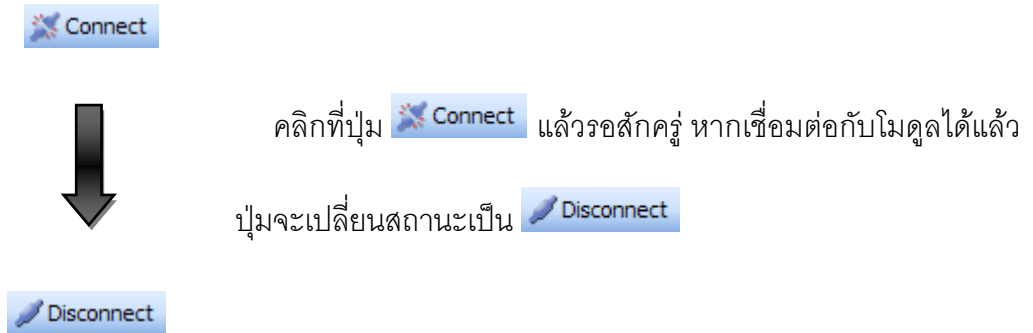 Connect
คลิกที่ปุ่ม Connect แล้วรอสักครู่ หากเชื่อมต่อกับโมดูลได้แล้ว
ปุ่มจะเปลี่ยนสถานะเป็น Disconnect
Disconnect